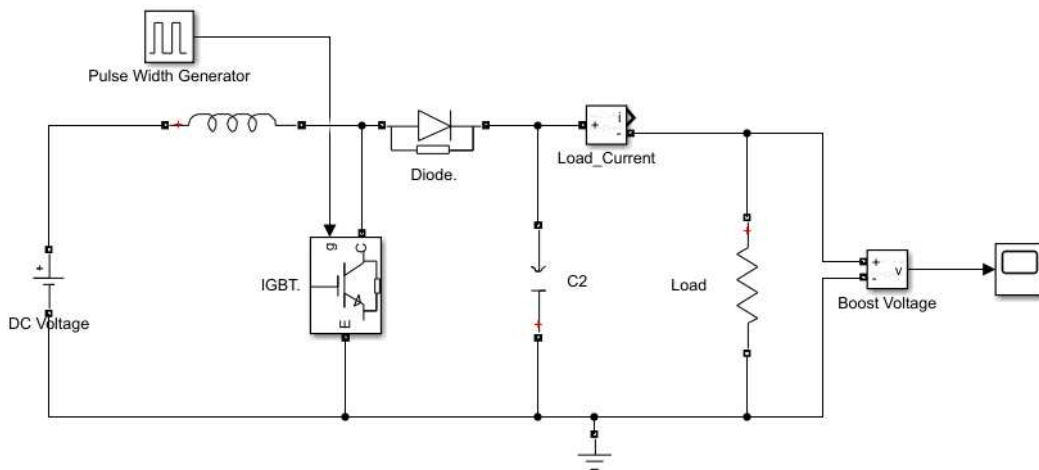 Pulse Width Generator
+
+
i
-
Load_Current
Diode.
g
C
IGBT.
E
+
DC Voltage
C2
Load
+
-
v
Boost Voltage